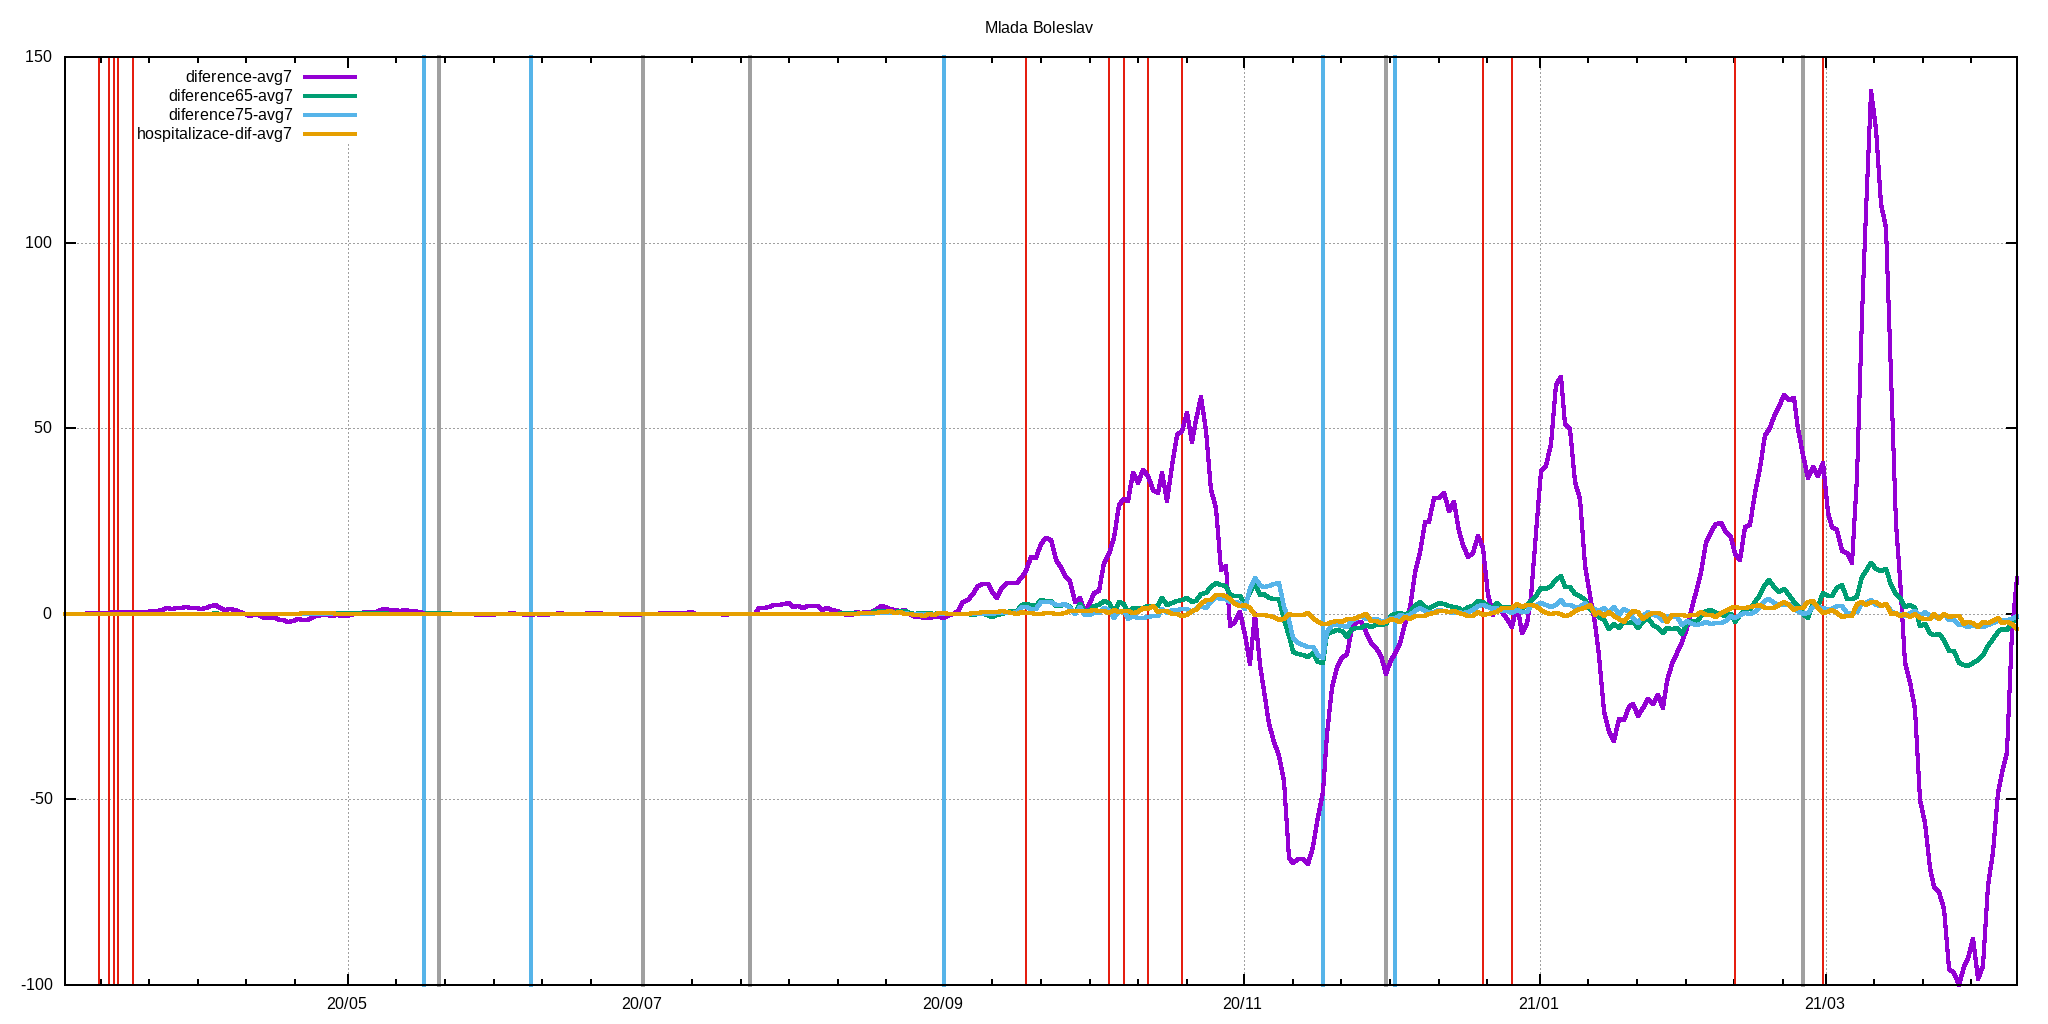 Mlada Boleslav
150
100
50
0
-50
-100
diference-avg7
diference65-avg7
diference75-avg7
hospitalizace-dif-avg7
20/05
20/07
20/09
20/11
21/01
21/03